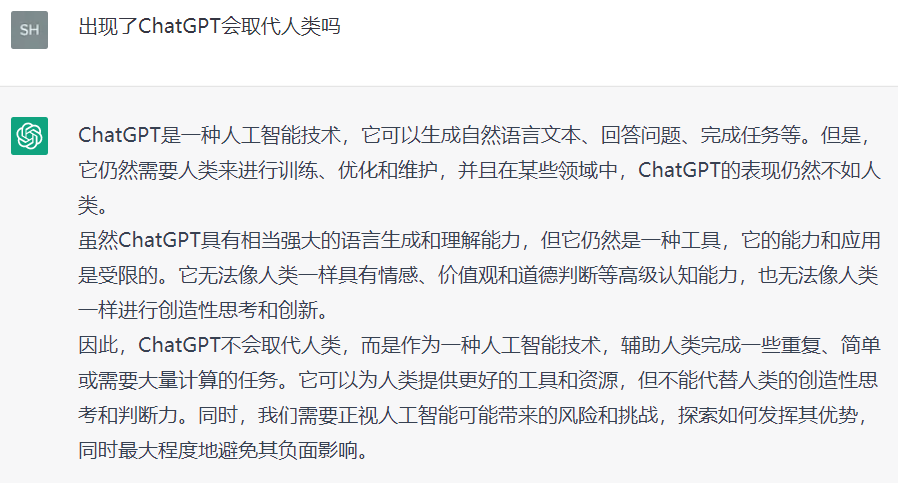 SH
出现了ChatGPT会取代人类吗
ChatGPT是一种人工智能技术，它可以生成自然语言文本、回答问题、完成任务等。但是，
它仍然需要人类来进行训练、优化和维护，并且在某些领域中，ChatGPT的表现仍然不如人
类。
虽然ChatGPT具有相当强大的语言生成和理解能力，但它仍然是一种工具，它的能力和应用
是受限的。它无法像人类一样具有情感、价值观和道德判断等高级认知能力，也无法像人类
一样进行创造性思考和创新。
因此，ChatGPT不会取代人类，而是作为一种人工智能技术，辅助人类完成一些重复、简单
或需要大量计算的任务。它可以为人类提供更好的工具和资源，但不能代替人类的创造性思
考和判断力。同时，我们需要正视人工智能可能带来的风险和挑战，探索如何发挥其优势，
同时最大程度地避免其负面影响。